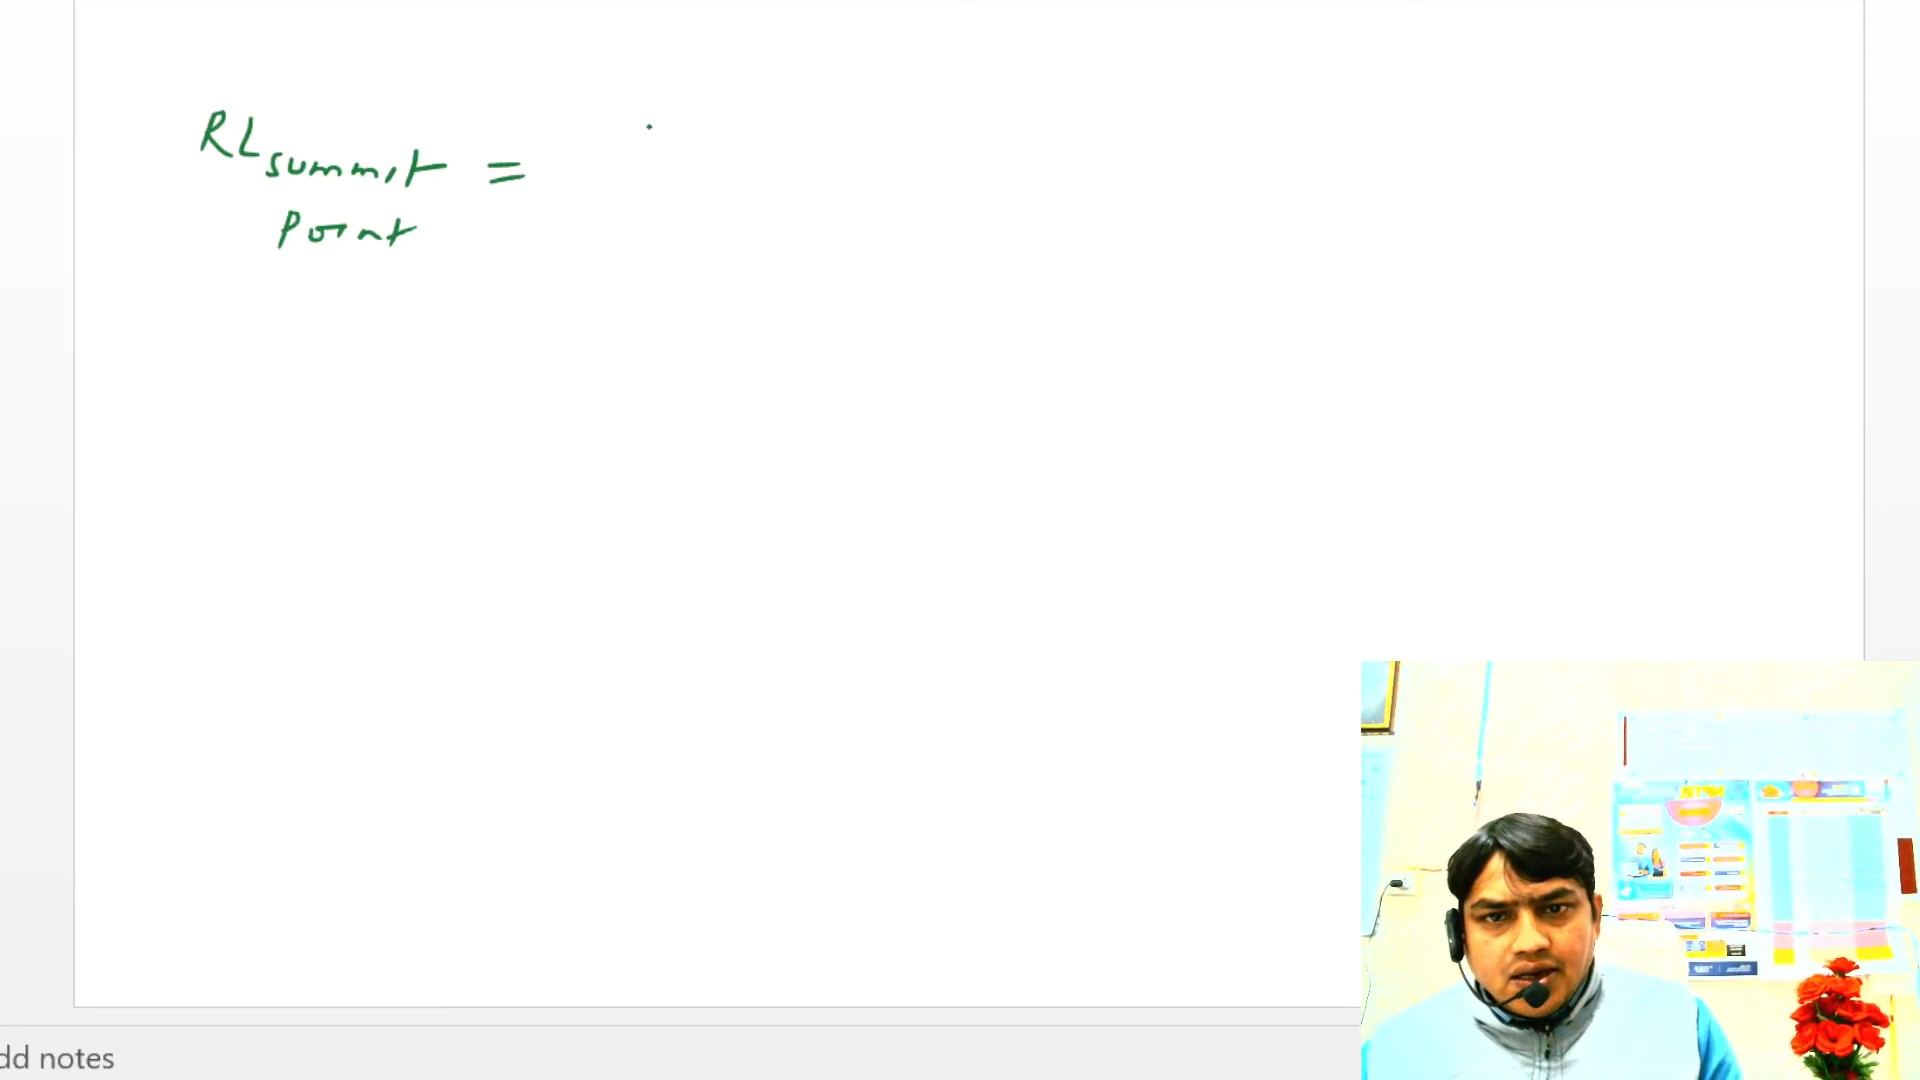 RL summit =
point
dd notes